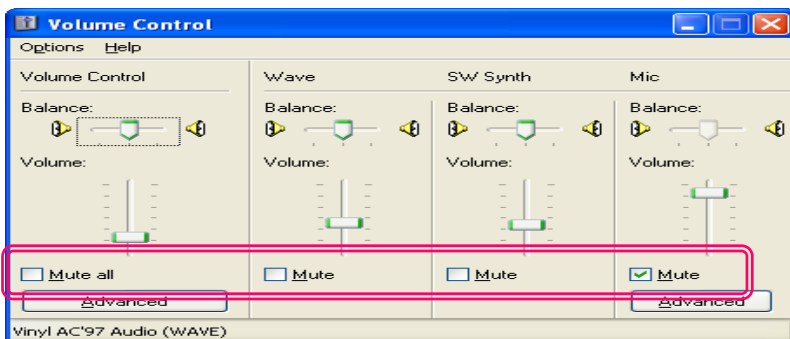 Volume Control
Options Help
Volume Control Wave SW Synth Mic
Balance: Balance: Balance: Balance:
Volume: Volume: Volume: Volume:
Mute all Mute Mute Mute
Advanced Advanced
Vinyl AC'97 Audio (WAVE)